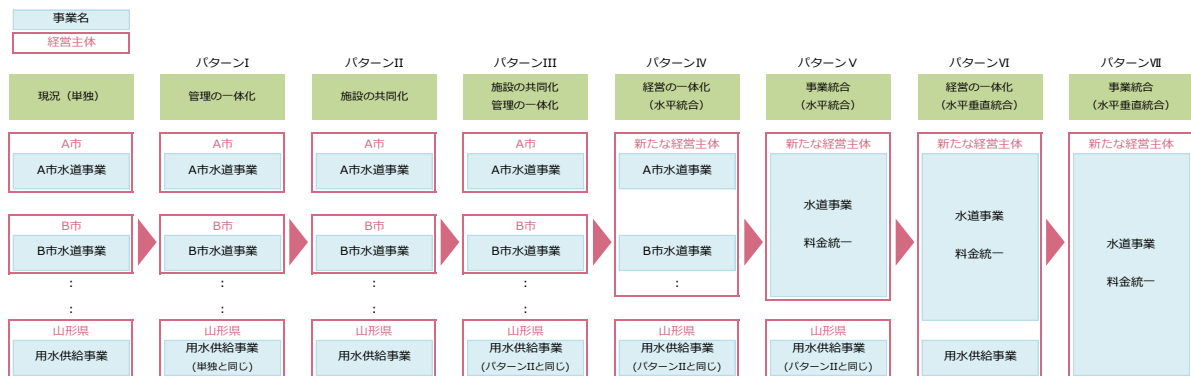 事業名
経営主体
パターンI
パターンII
パターンIII
パターンⅣ
パターンⅤ
パターンⅥ
パターンⅦ
現況（単独）
管理の一体化
施設の共同化
施設の共同化
管理の一体化
経営の一体化
（水平統合）
事業統合
（水平統合）
経営の一体化
（水平垂直統合）
事業統合
（水平垂直統合）
A市
A市水道事業
B市
B市水道事業
：
：
山形県
用水供給事業
A市
A市水道事業
B市
B市水道事業
：
：
山形県
用水供給事業
(単独と同じ)
A市
A市水道事業
B市
B市水道事業
：
：
山形県
用水供給事業
A市
A市水道事業
B市
B市水道事業
：
：
山形県
用水供給事業
(パターンIIと同じ)
新たな経営主体
A市水道事業
B市水道事業
：
山形県
用水供給事業
(パターンIIと同じ)
新たな経営主体
水道事業
料金統一
山形県
用水供給事業
(パターンIIと同じ)
新たな経営主体
水道事業
料金統一
用水供給事業
新たな経営主体
水道事業
料金統一